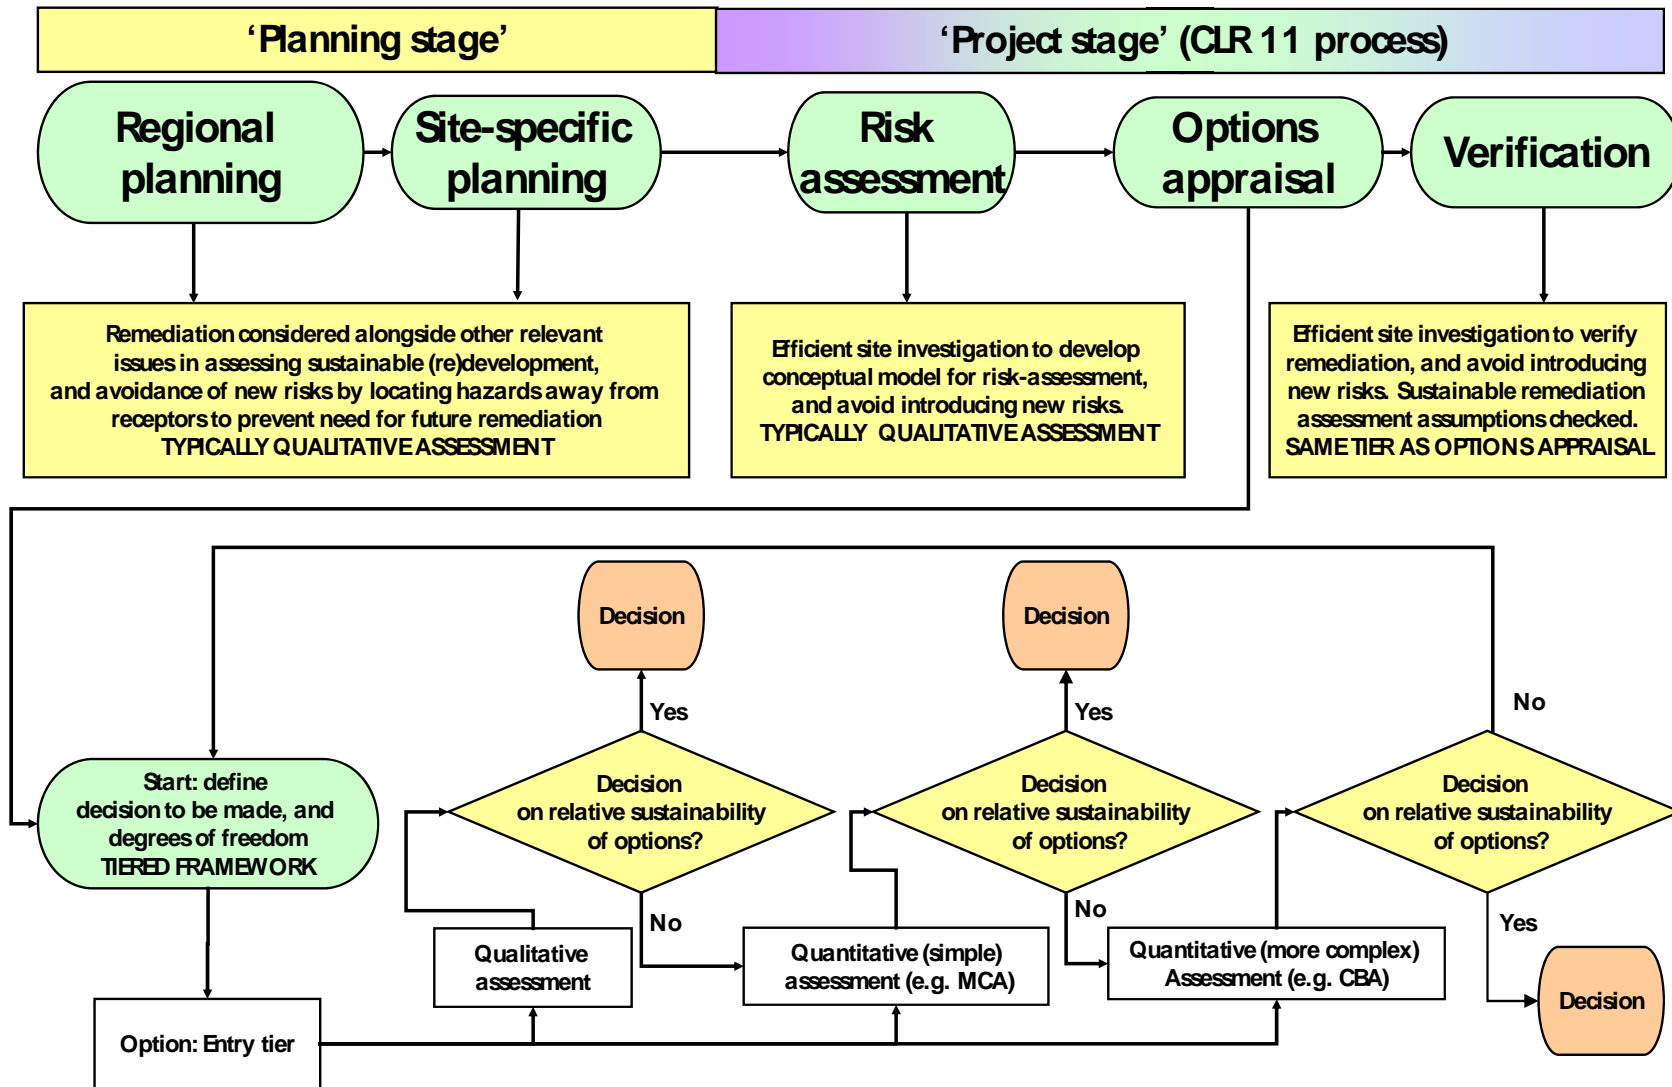 ‘Planning stage’
‘Project stage’ (CLR 11 process)
Regional
planning
Site-specific
planning
Risk
assessment
Options
appraisal
Verification
Remediation considered alongside other relevant
issues in assessing sustainable (re)development,
and avoidance of new risks by locating hazards away from
receptors to prevent need for future remediation
TYPICALLY QUALITATIVE ASSESSMENT
Efficient site investigation to develop
conceptual model for risk-assessment,
and avoid introducing new risks.
TYPICALLY QUALITATIVE ASSESSMENT
Efficient site investigation to verify
remediation, and avoid introducing
new risks. Sustainable remediation
assessment assumptions checked.
SAME TIER AS OPTIONS APPRAISAL
Decision
Decision
Yes
Yes
No
Start: define
decision to be made, and
degrees of freedom
TIERED FRAMEWORK
Decision
on relative sustainability
of options?
Decision
on relative sustainability
of options?
Decision
on relative sustainability
of options?
No
No
Yes
Qualitative
assessment
Quantitative (simple)
assessment (e.g. MCA)
Quantitative (more complex)
Assessment (e.g. CBA)
Decision
Option: Entry tier